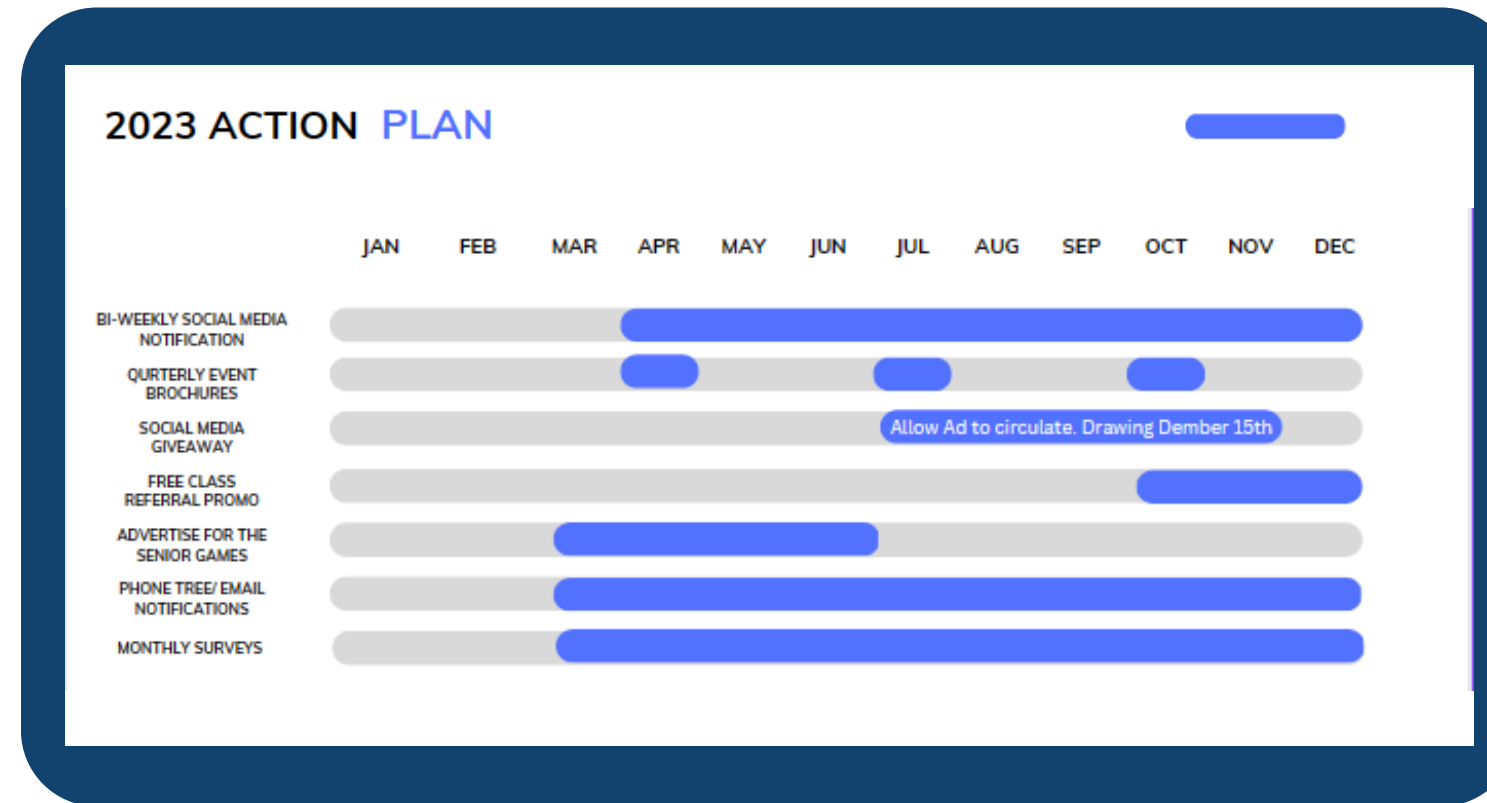 2023 ACTION PLAN
JAN FEB MAR APR MAY JUN JUL AUG SEP OCT NOV DEC
BI-WEEKLY SOCIAL MEDIA
NOTIFICATION
QURTERLY EVENT
BROCHURES
SOCIAL MEDIA
GIVEAWAY
Allow Ad to circulate. Drawing Dember 15th
FREE CLASS
REFERRAL PROMO
ADVERTISE FOR THE
SENIOR GAMES
PHONE TREE/ EMAIL
NOTIFICATIONS
MONTHLY SURVEYS